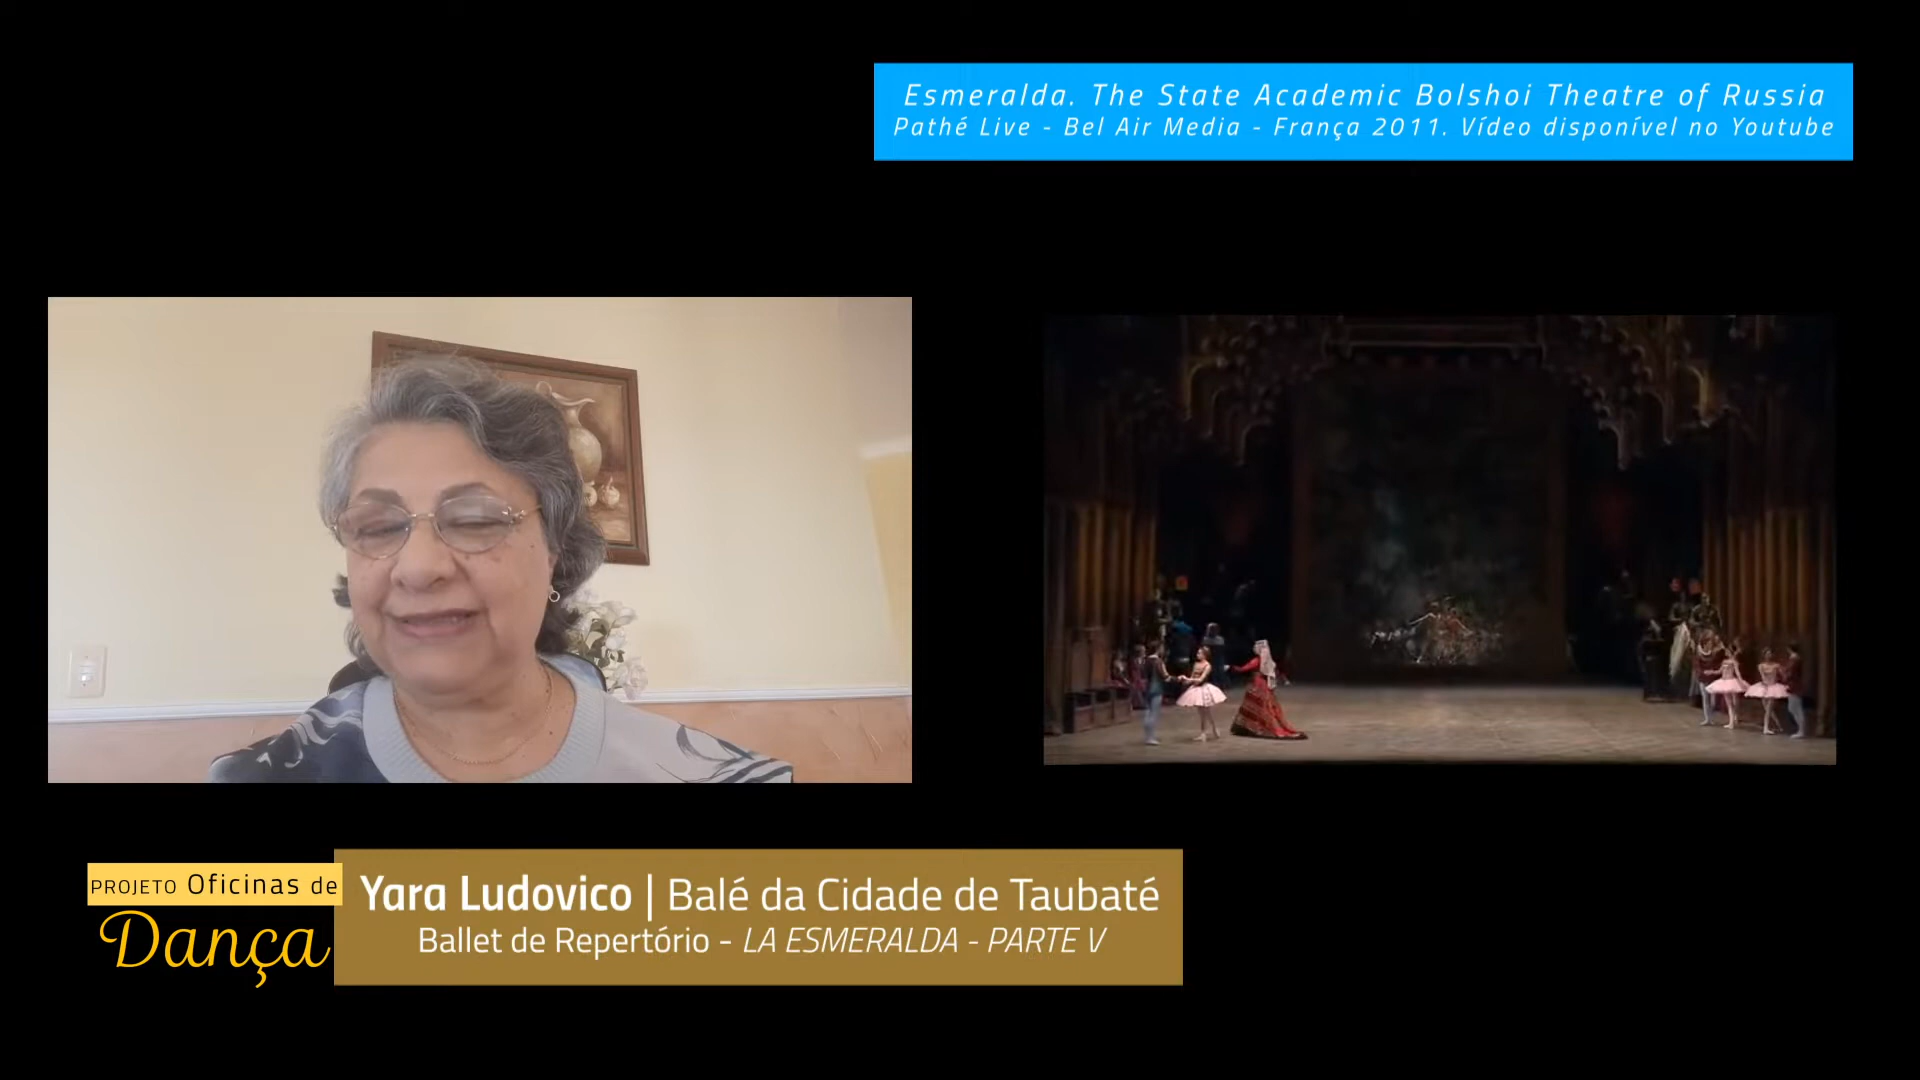 Esmeralda. The State Academic Bolshoi Theatre of Russia
Pathé Live - Bel Air Media - França 2011. Vídeo disponível no Youtube
PROJETO Oficinas de
Dança
Yara Ludovico | Balé da Cidade de Taubaté
Ballet de Repertório - LA ESMERALDA - PARTE V